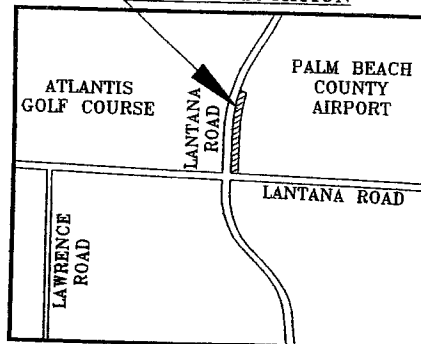 ATLANTIS
GOLF COURSE
LANTANA
ROAD
PALM BEACH
COUNTY
AIRPORT
LANTANA ROAD
LAWRENCE
ROAD